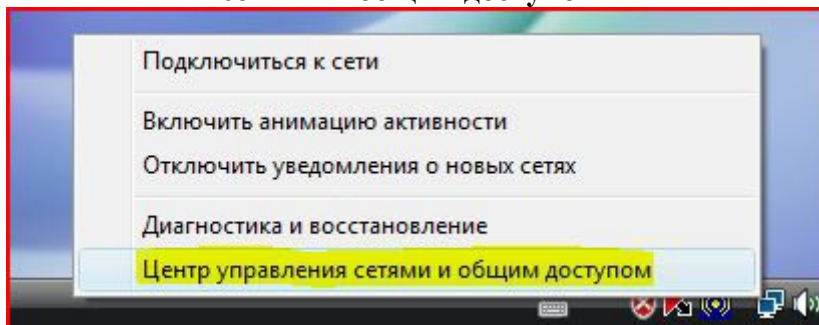 Подключиться к сети
Включить анимацию активности
Отключить уведомления о новых сетях
Диагностика и восстановление
Центр управления сетями и общим доступом